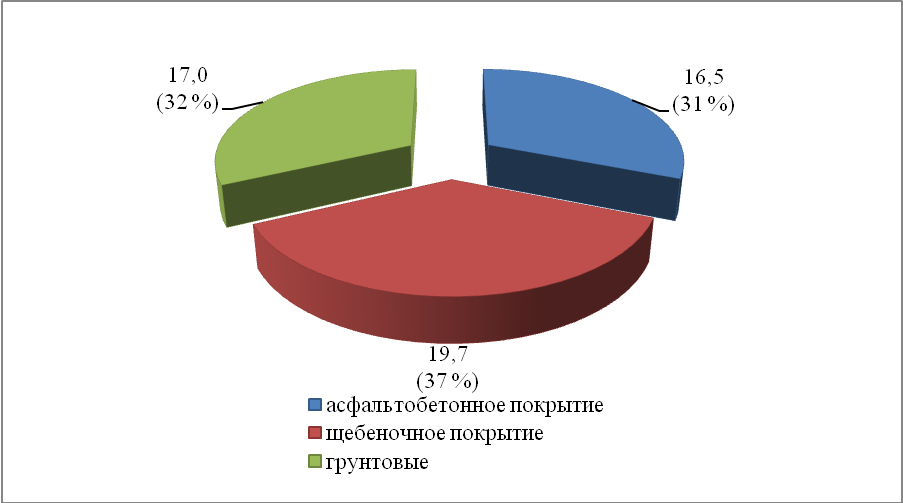 17,0
(32 %)
16,5
(31 %)
19,7
(37 %)
асфальтобетонное покрытие
щебеночное покрытие
грунтовые